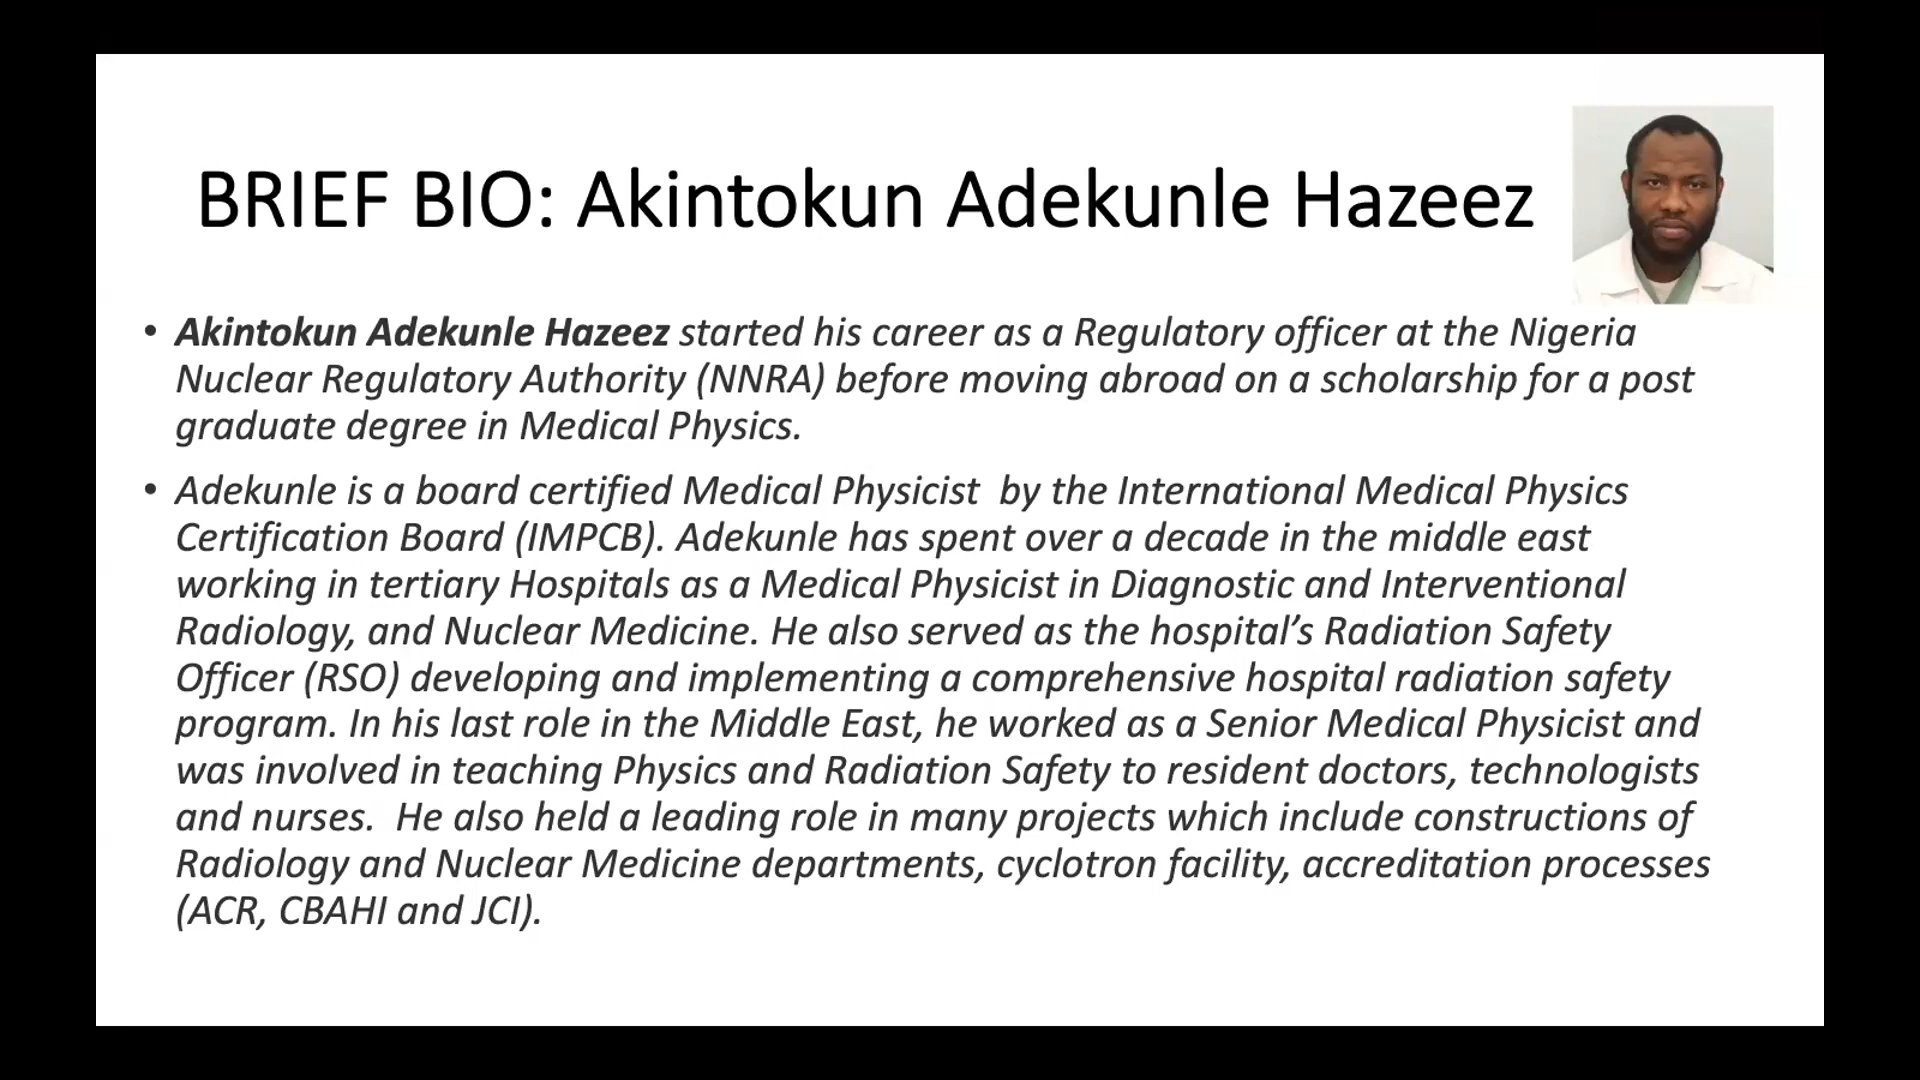 BRIEF BIO: Akintokun Adekunle Hazeez
• Akintokun Adekunle Hazeez started his career as a Regulatory officer at the Nigeria
Nuclear Regulatory Authority (NNRA) before moving abroad on a scholarship for a post
graduate degree in Medical Physics.
• Adekunle is a board certified Medical Physicist  by the International Medical Physics
Certification Board (IMPCB). Adekunle has spent over a decade in the middle east
working in tertiary Hospitals as a Medical Physicist in Diagnostic and Interventional
Radiology, and Nuclear Medicine. He also served as the hospital’s Radiation Safety
Officer (RSO) developing and implementing a comprehensive hospital radiation safety
program. In his last role in the Middle East, he worked as a Senior Medical Physicist and
was involved in teaching Physics and Radiation Safety to resident doctors, technologists
and nurses.  He also held a leading role in many projects which include constructions of
Radiology and Nuclear Medicine departments, cyclotron facility, accreditation processes
(ACR, CBAHI and JCI).